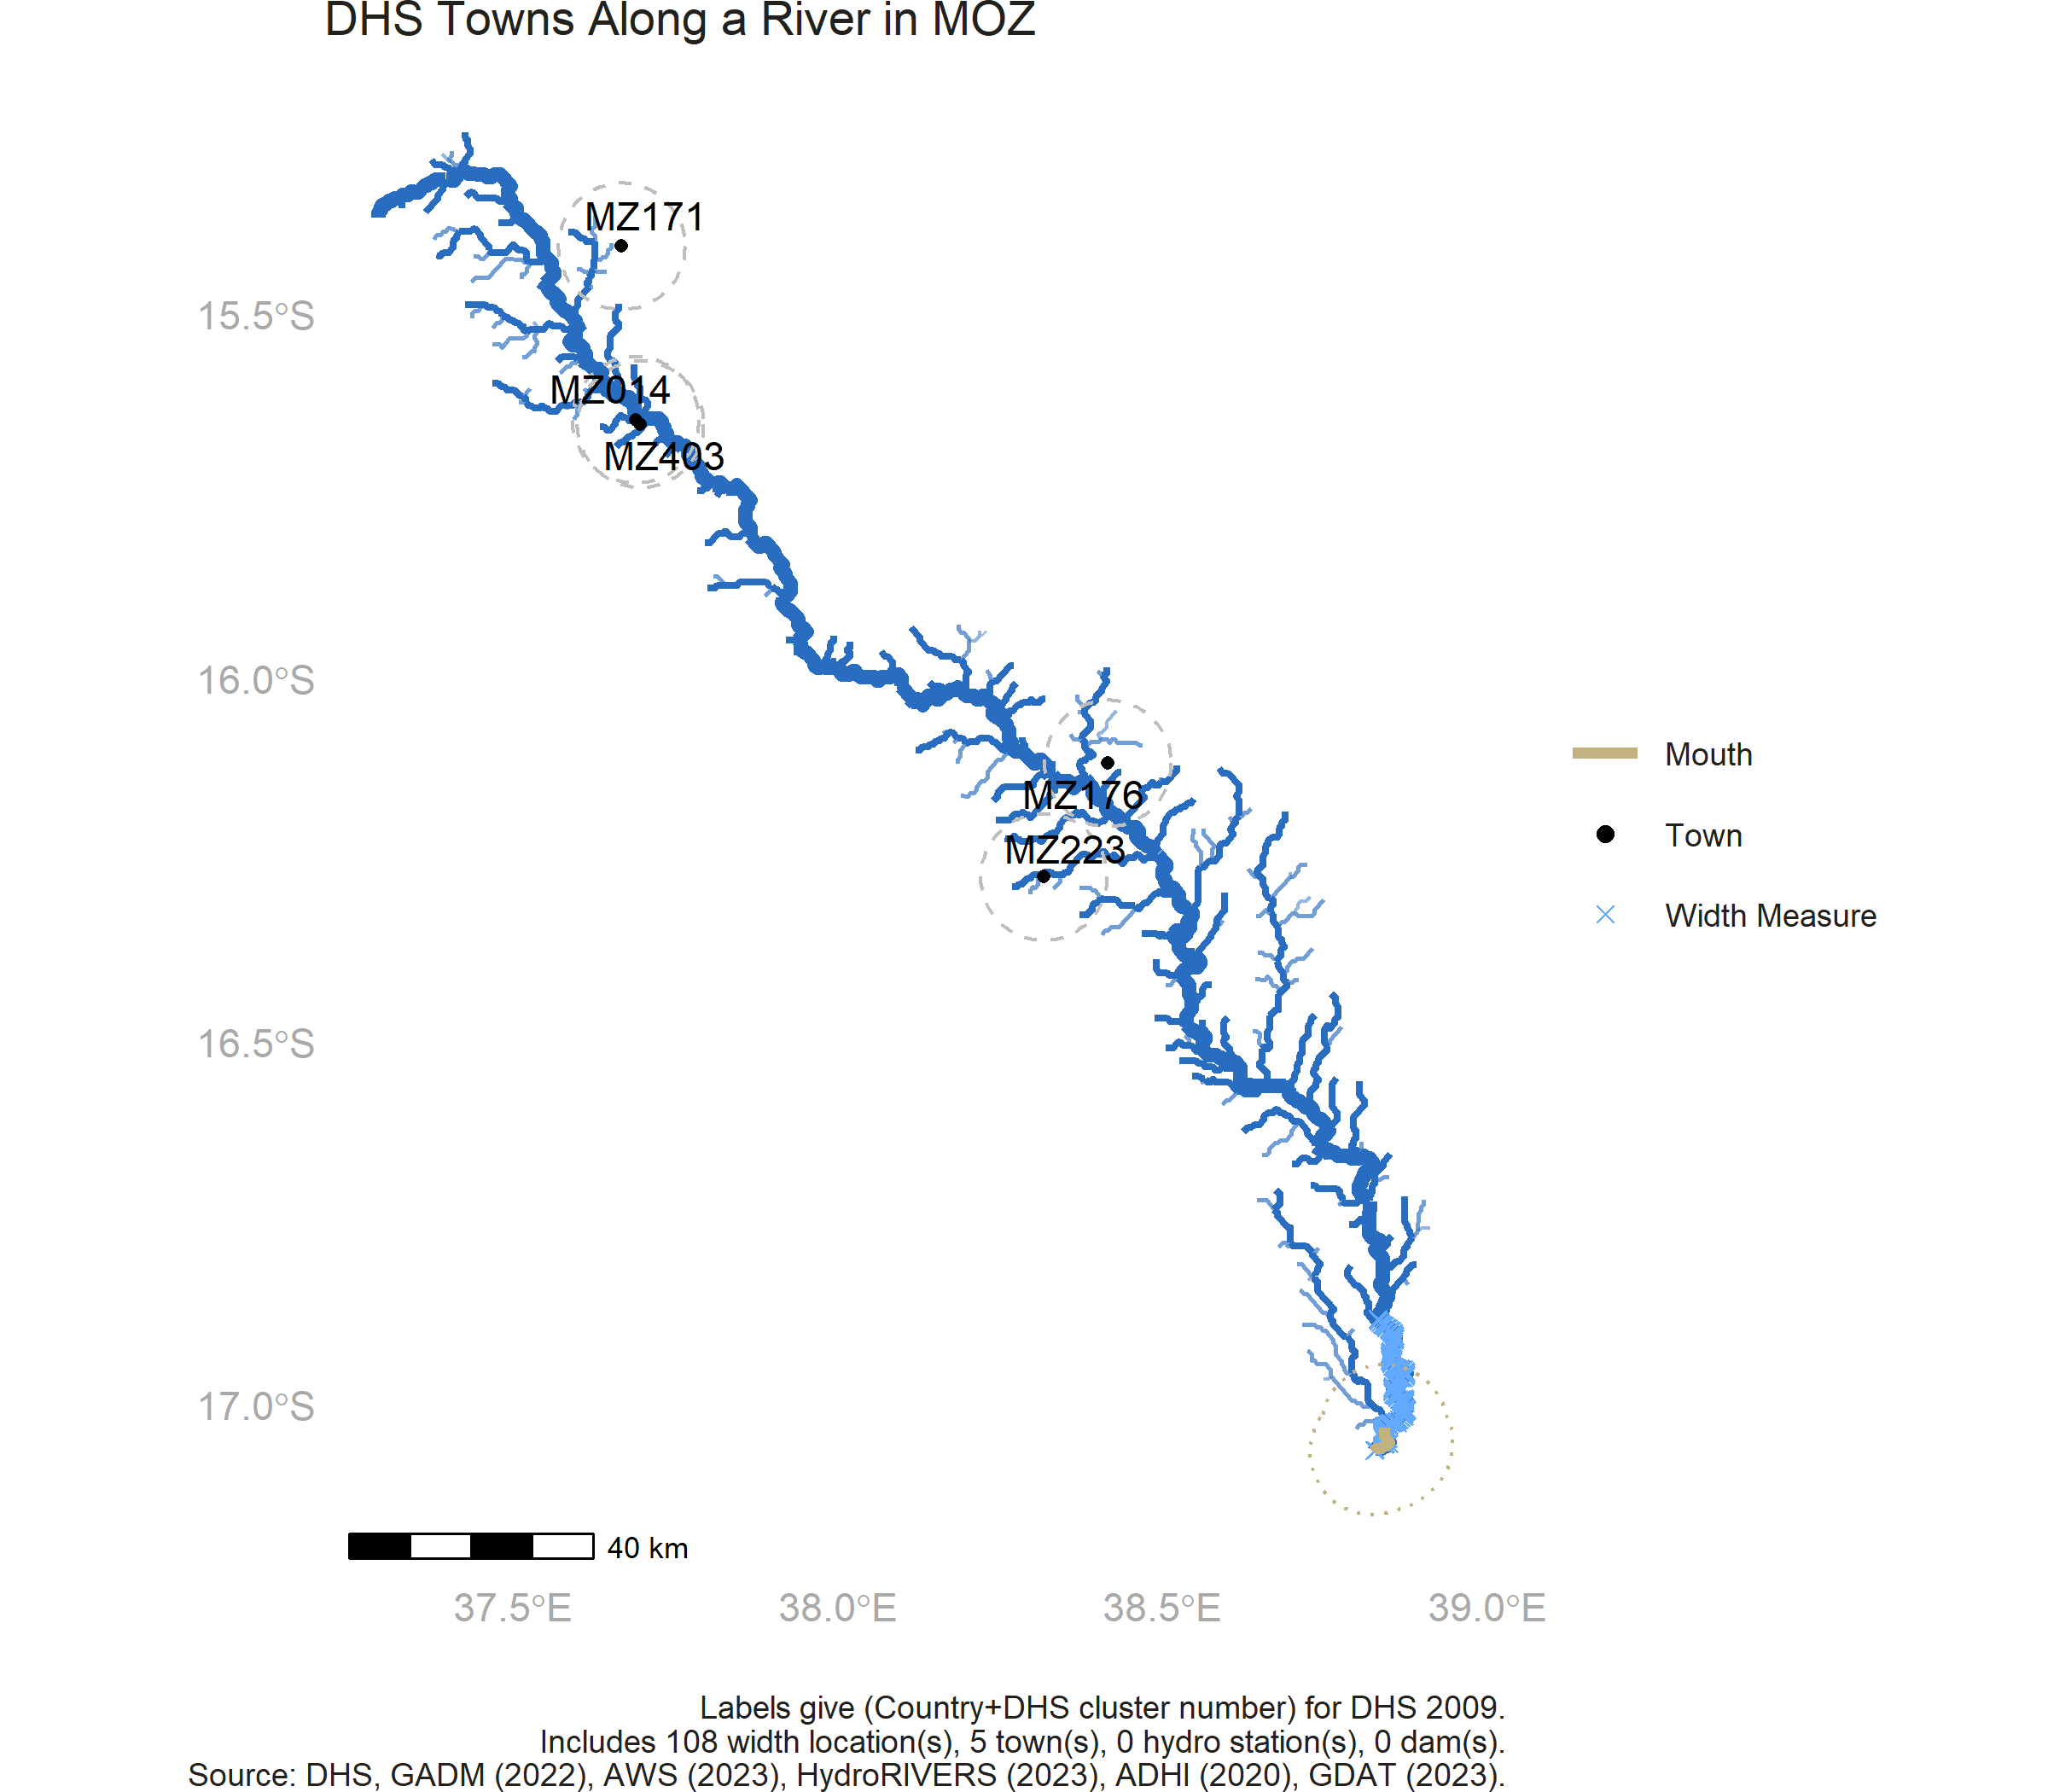 DHS Towns Along a River in MOZ
MZ171
15.5°S
MZ014
MZ403
16.0°S
Mouth
MZ176
Town
MZ223
Width Measure
16.5°S
17.0°S
40 km
37.5°E
38.0°E
38.5°E
39.0°E
Labels give (Country+DHS cluster number) for DHS 2009.
Includes 108 width location(s), 5 town(s), 0 hydro station(s), 0 dam(s).
Source: DHS, GADM (2022), AWS (2023), HydroRIVERS (2023), ADHI (2020), GDAT (2023).